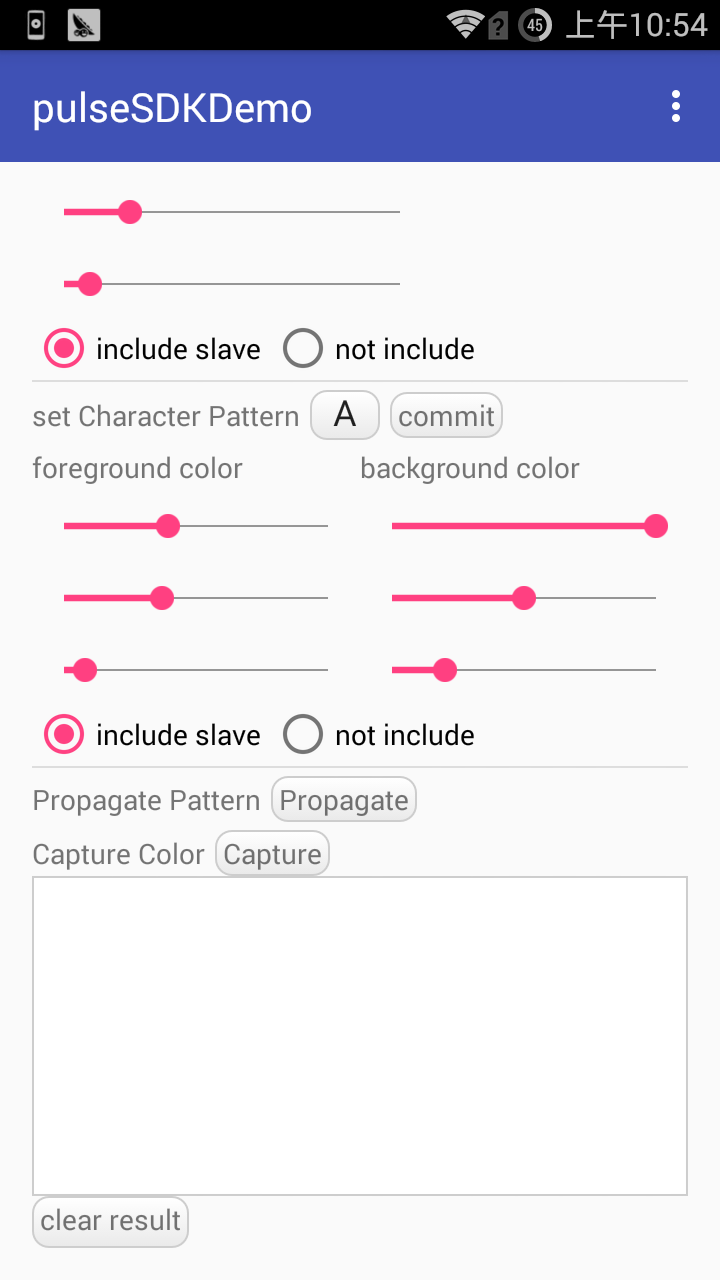 45 上午10:54
pulseSDKDemo
include slave not include
set Character Pattern A commit
foreground color background color
include slave not include
Propagate Pattern Propagate
Capture Color Capture
clear result